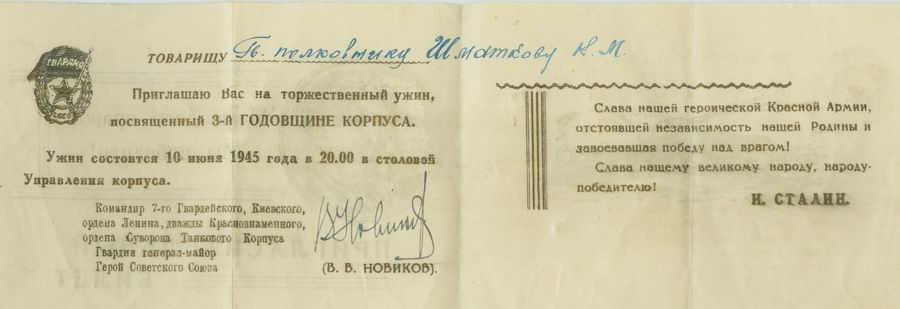 ГВАРДИЯ
СССР
ТОВАРИЩУ Гв. полковнику Шматкову К. М.
Приглашаю Вас на торжественный ужин,
посвященный 3-й ГОДОВЩИНЕ КОРПУСА.
Ужин состоится 10 июня 1945 года в 20.00 в столовой
Управления корпуса.
Командир 7-го Гвардейского, Киевского,
ордена Ленина, дважды Краснознаменного,
ордена Суворова Танкового Корпуса
Гвардии генерал-майор
Герой Советского Союза
(В. В. НОВИКОВ).
Слава нашей героической Красной Армии,
отстоявшей независимость нашей Родины и
завоевавшая победу над врагом!
Слава нашему великому народу, народу-
победителю!
И. СТАЛИН.